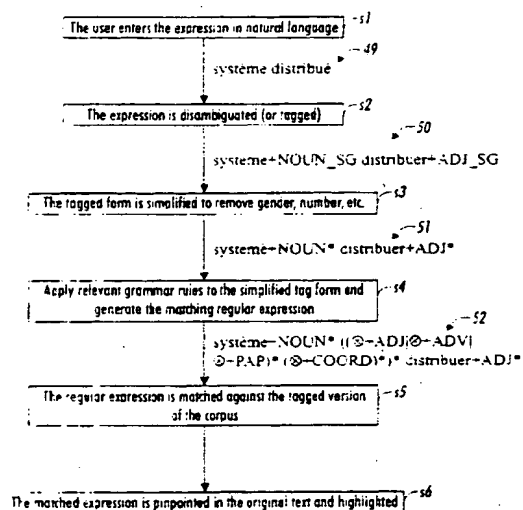 The user enters the expression in natural language
s1
49
système distribué
The expression is disambiguated (or tagged)
s2
50
système+NOUN_SG distribuer+ADJ_SG
The tagged form is simplified to remove gender, number, etc.
s3
51
système+NOUN* distribuer+ADJ*
Apply relevant grammar rules to the simplified tag form and
generate the matching regular expression
s4
52
système+NOUN* ((⊗+ADJ|⊗+ADV|
⊗+PAP)* (⊗+COORD)*)* distribuer+ADJ*
The regular expression is matched against the tagged version
of the corpus
s5
The matched expression is pinpointed in the original text and highlighted
s6